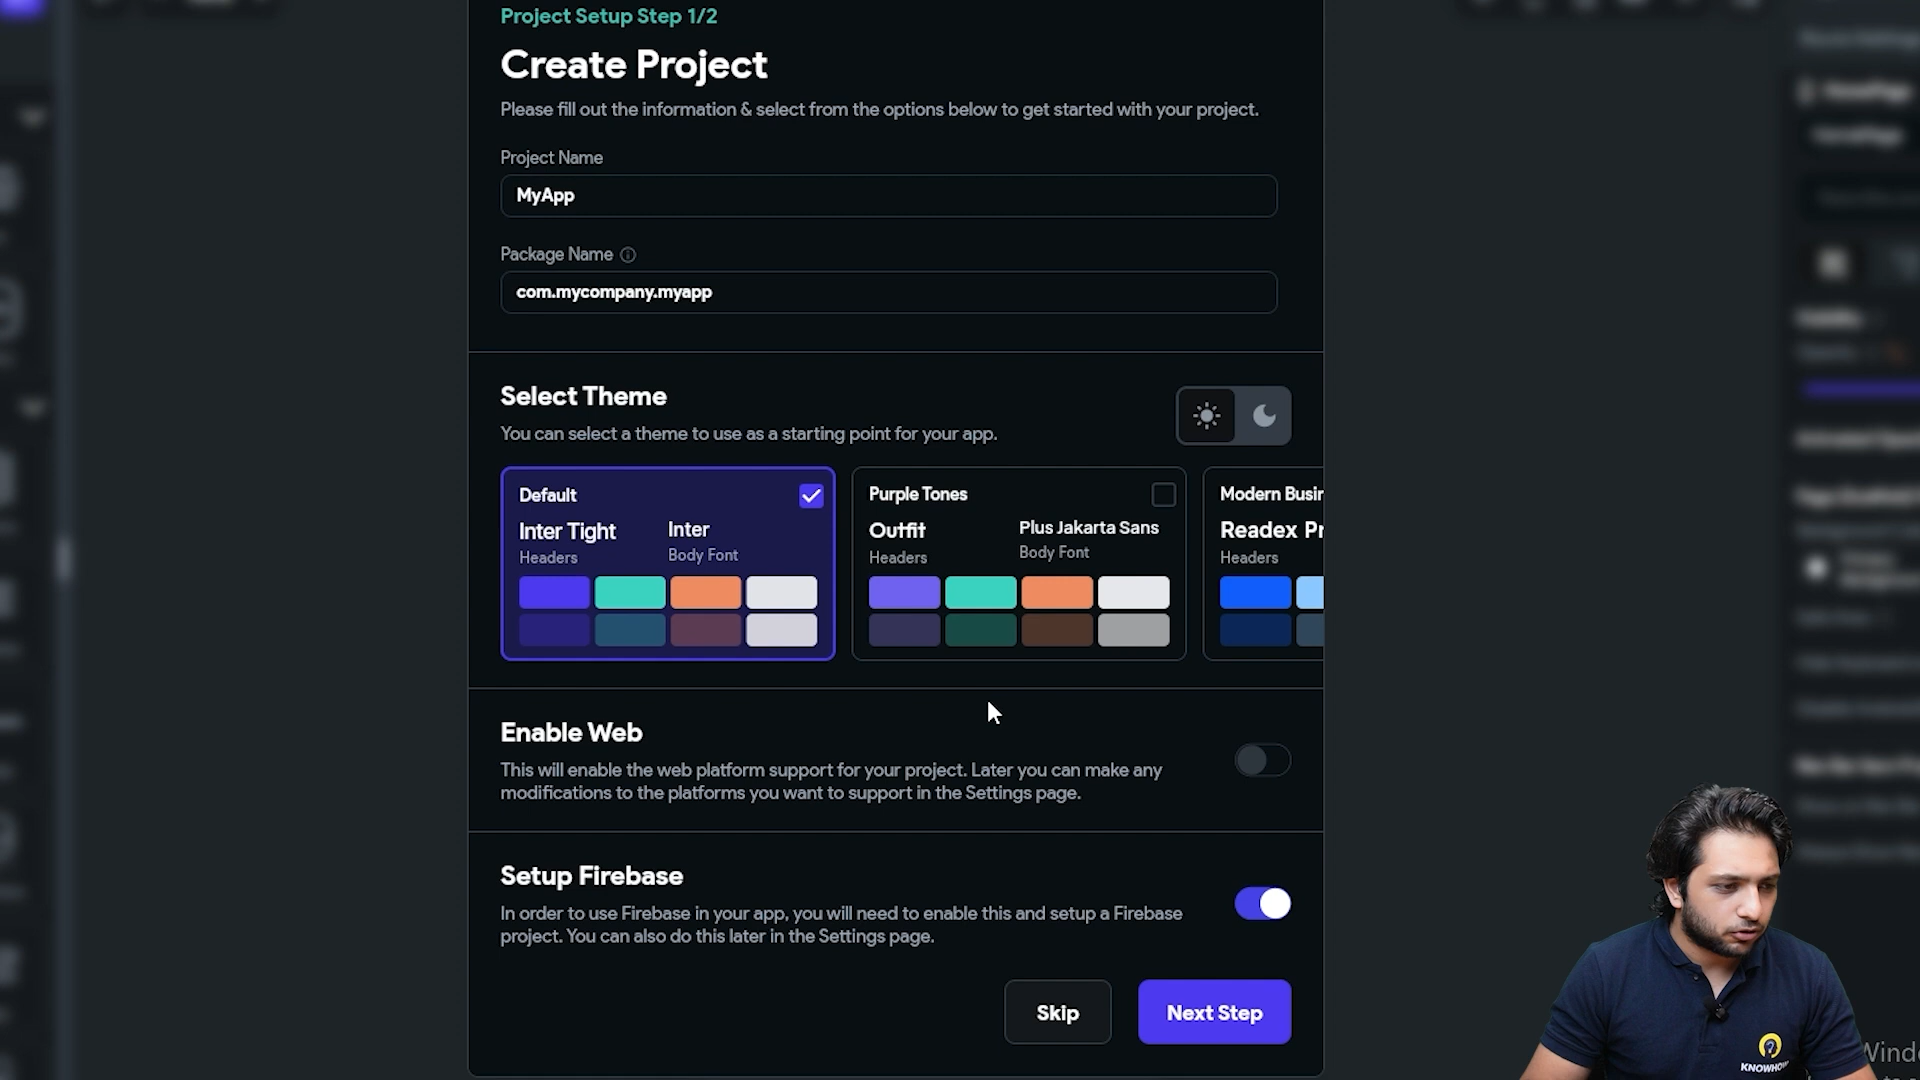 Project Setup Step 1/2
Create Project
Please fill out the information & select from the options below to get started with your project.
Project Name
MyApp
Package Name
com.mycompany.myapp
Select Theme
You can select a theme to use as a starting point for your app.
Default
Inter Tight
Headers
Inter
Body Font
Purple Tones
Outfit
Headers
Plus Jakarta Sans
Body Font
Modern Busin
Readex Pr
Headers
Enable Web
This will enable the web platform support for your project. Later you can make any
modifications to the platforms you want to support in the Settings page.
Setup Firebase
In order to use Firebase in your app, you will need to enable this and setup a Firebase
project. You can also do this later in the Settings page.
Skip
Next Step